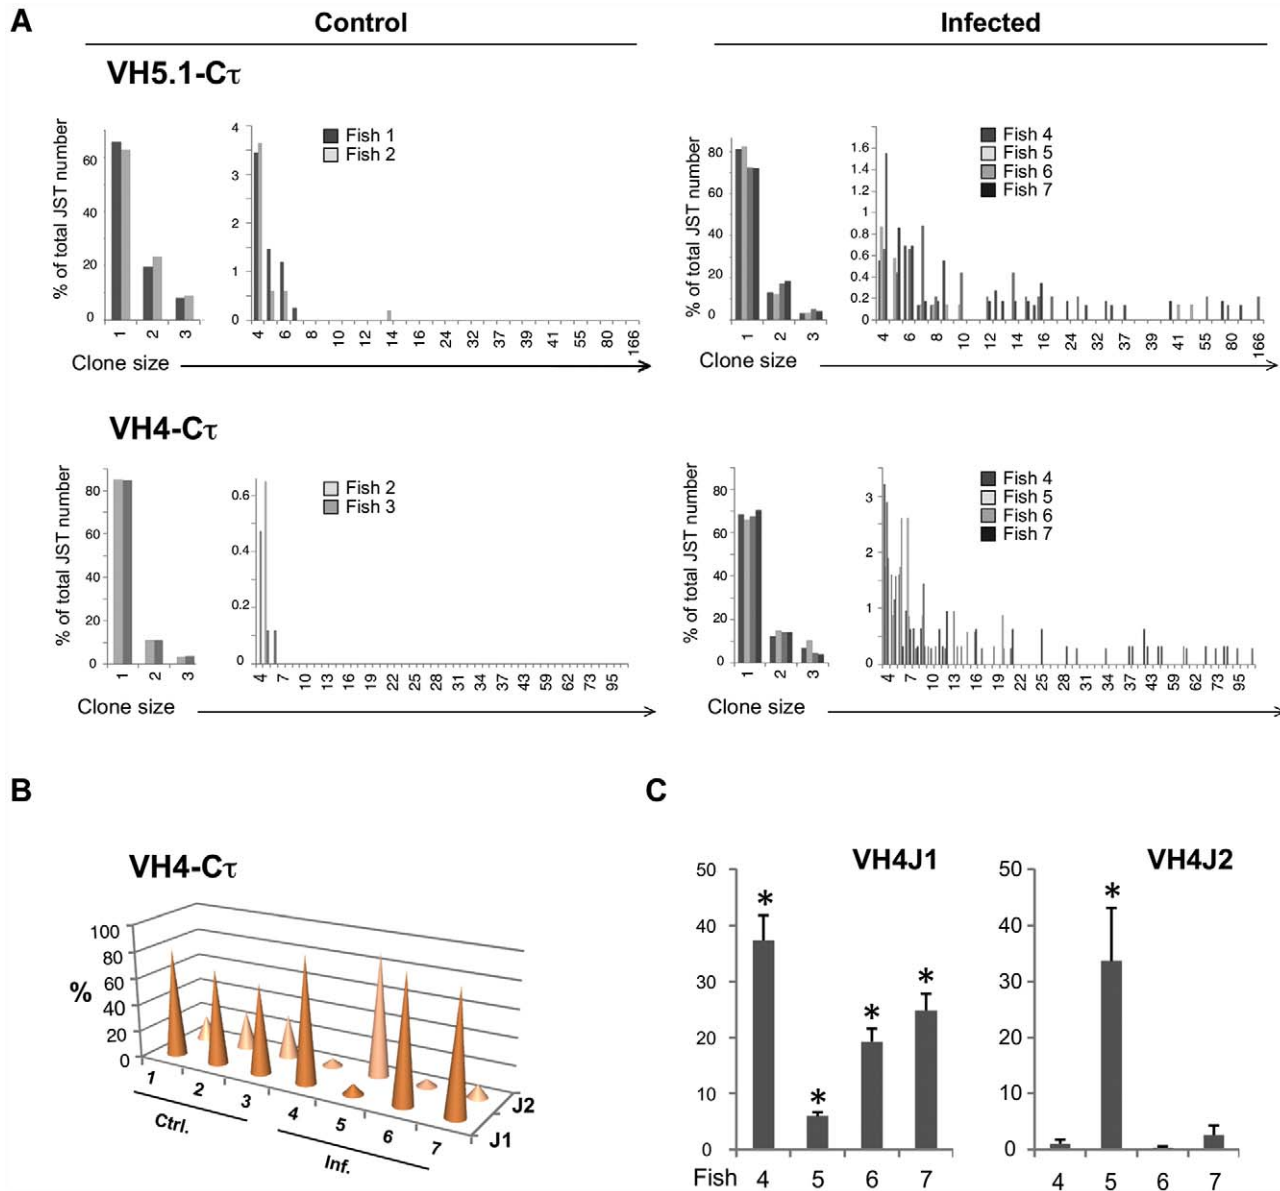 A
Control
Infected
VH5.1-Cτ
% of total JST number
60
40
20
0
1 2 3
4
3
2
1
0
Fish 1
Fish 2
4 6 8 10 12 14 16 24 32 37 39 41 55 80 166
Clone size
% of total JST number
80
60
40
20
0
1 2 3
1.6
1.4
1.2
1
0.8
0.6
0.4
0.2
0
Fish 4
Fish 5
Fish 6
Fish 7
4 6 8 10 12 14 16 24 32 37 39 41 55 80 166
Clone size
VH4-Cτ
% of total JST number
80
60
40
20
0
1 2 3
0.6
0.4
0.2
0
Fish 2
Fish 3
4 7 10 13 16 19 22 25 28 31 34 37 43 59 62 73 95
Clone size
% of total JST number
80
60
40
20
0
1 2 3
3
2
1
0
Fish 4
Fish 5
Fish 6
Fish 7
4 7 10 13 16 19 22 25 28 31 34 37 43 59 62 73 95
Clone size
B
VH4-Cτ
%
100
80
60
40
20
0
1 2 3 4 5 6 7
Ctrl.
Inf.
J2
J1
C
VH4J1
50
40
30
20
10
0
* * * *
Fish 4 5 6 7
VH4J2
50
40
30
20
10
0
*
4 5 6 7